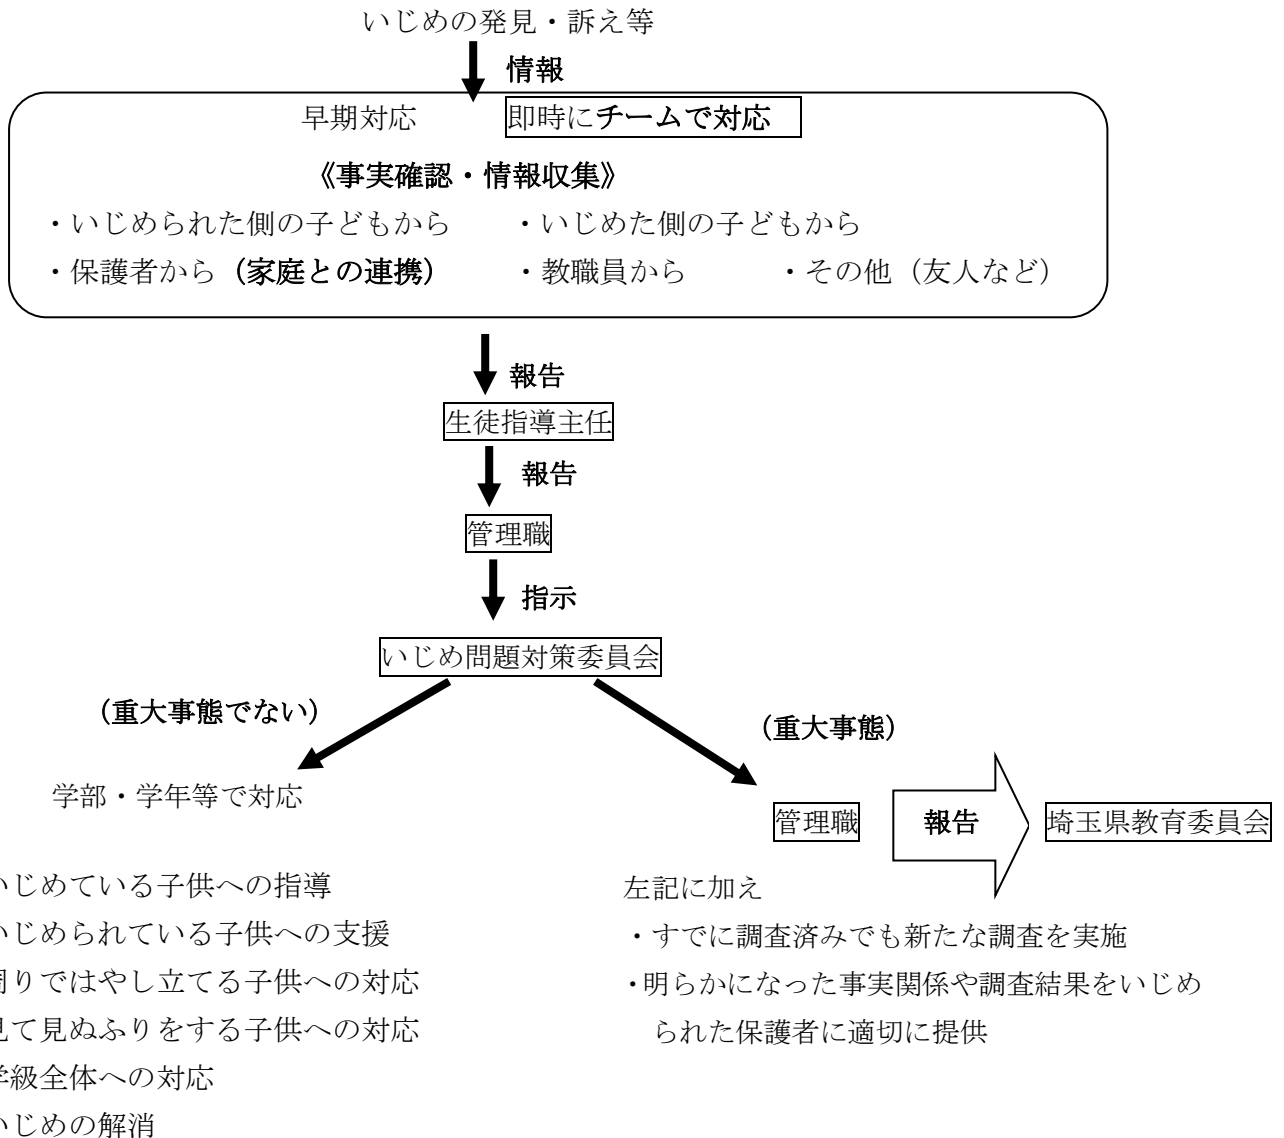 いじめの発見・訴え等
情報
早期対応 即時にチームで対応
《事実確認・情報収集》
・いじめられた側の子どもから ・いじめた側の子どもから
・保護者から（家庭との連携） ・教職員から ・その他（友人など）
報告
生徒指導主任
報告
管理職
指示
いじめ問題対策委員会
（重大事態でない）
（重大事態）
学部・学年等で対応
管理職 報告 埼玉県教育委員会
いじめている子供への指導
いじめられている子供への支援
周りではやし立てる子供への対応
見て見ぬふりをする子供への対応
学級全体への対応
いじめの解消
左記に加え
・すでに調査済みでも新たな調査を実施
・明らかになった事実関係や調査結果をいじめ
られた保護者に適切に提供